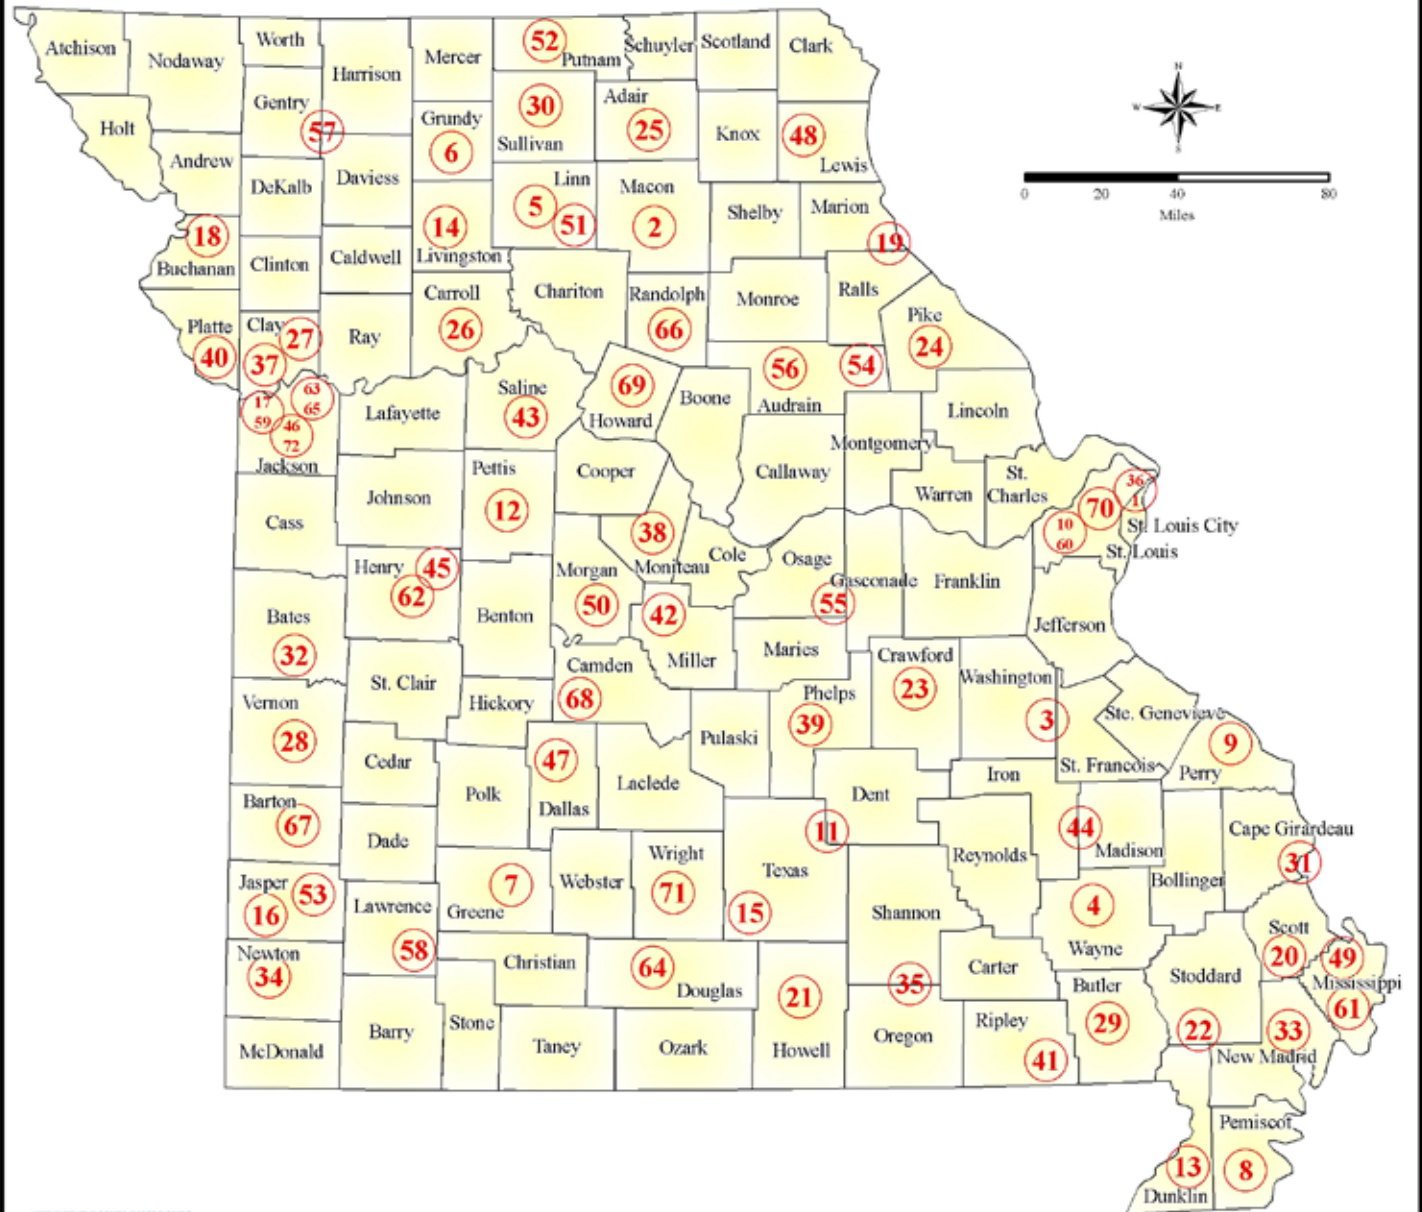 Atchison
Nodaway
Worth
Harrison
Mercer
52
Putnam
Schuyler
Scotland
Clark
Holt
Gentry
57
Grundy
6
30
Sullivan
Adair
25
Knox
48
Lewis
N
W
E
S
0 20 40 80
Miles
Andrew
DeKalb
Daviess
14
Livingston
Linn
5
51
Macon
2
Shelby
Marion
19
18
Buchanan
Clinton
Caldwell
Carroll
26
Chariton
Randolph
66
Monroe
Ralls
Pike
24
Platte
40
Clay
27
37
Ray
17
59
63
65
46
72
Jackson
Lafayette
Saline
43
69
Howard
Boone
56
54
Audrain
Montgomery
Lincoln
Cass
Johnson
Pettis
12
Cooper
38
Moniteau
Callaway
Warren
St.
Charles
36
1
70
10
60
St. Louis City
St. Louis
Henry
45
62
Benton
Morgan
50
Cole
42
Miller
Osage
55
Gasconade
Franklin
Jefferson
Bates
32
St. Clair
Hickory
Camden
68
Maries
Phelps
39
Crawford
23
Washington
3
Ste. Genevieve
9
Perry
Vernon
28
Cedar
Polk
47
Dallas
Laclede
Pulaski
Dent
11
Iron
St. Francois
44
Madison
Barton
67
Dade
Jasper
53
16
Lawrence
58
7
Greene
Webster
Wright
71
Texas
15
Shannon
Reynolds
4
Wayne
Bollinger
Cape Girardeau
31
Newton
34
Christian
64
Douglas
21
Howell
35
Carter
Butler
29
Stoddard
22
Scott
20
49
Mississippi
61
McDonald
Barry
Stone
Taney
Ozark
Oregon
Ripley
41
33
New Madrid
Pemiscot
8
13
Dunklin